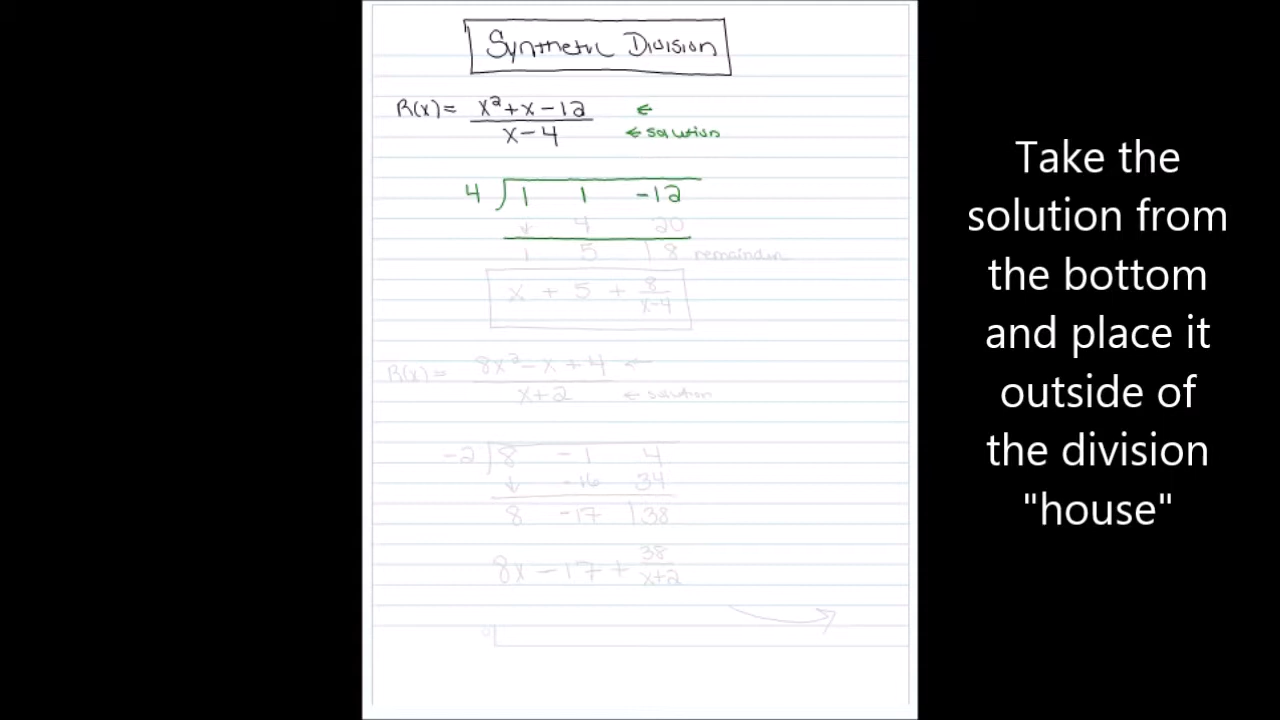 Synthetic Division
R(x) = x²+x-12 ←
x-4 ← solution
4 1 1 -12
↓ 4 20
1 5 | 8 remainder
x + 5 + 8/(x-4)
R(x) = 8x²-x+4 ←
x+2 ← solution
-2 8 -1 4
↓ -16 34
8 -17 | 38
8x - 17 + 38/(x+2)
Take the
solution from
the bottom
and place it
outside of
the division
"house"